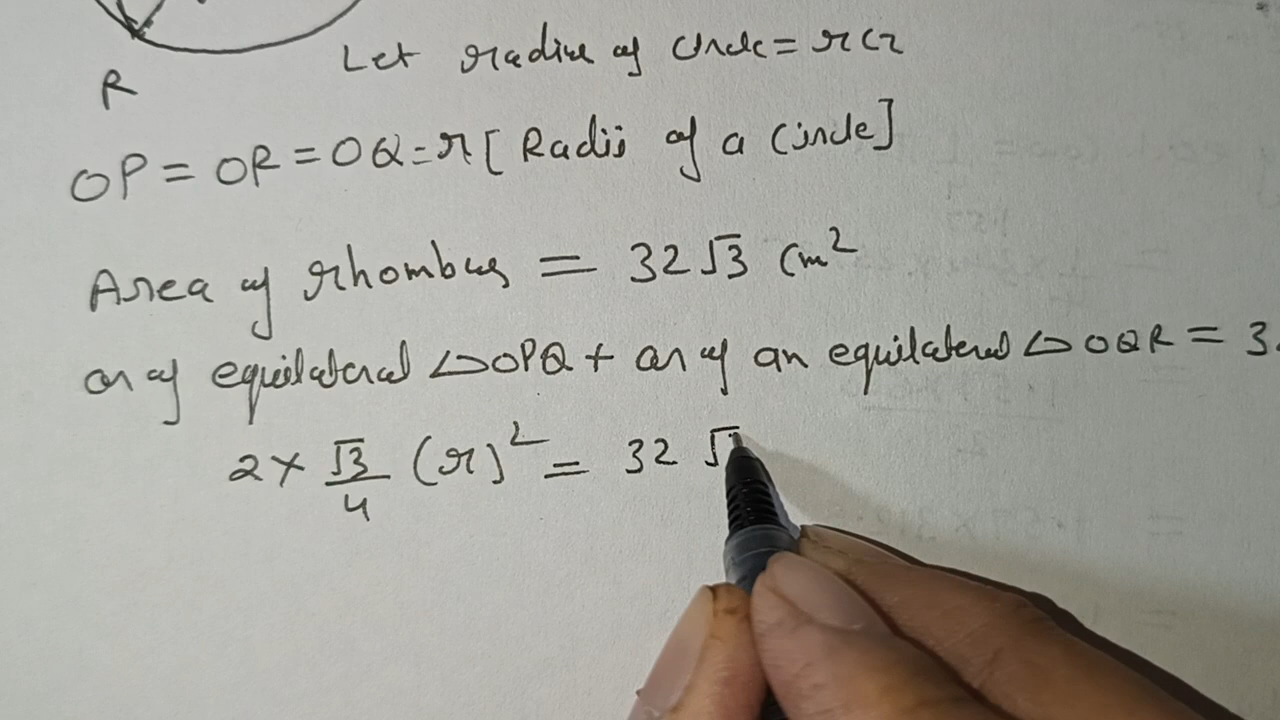 R
Let radius of circle = r
OP = OR = OQ = r [Radii of a circle]
Area of rhombus = 32√3 cm²
ar of equilateral △OPQ + ar of an equilateral △OQR = 3
2 × √3/4 (r)² = 32 √